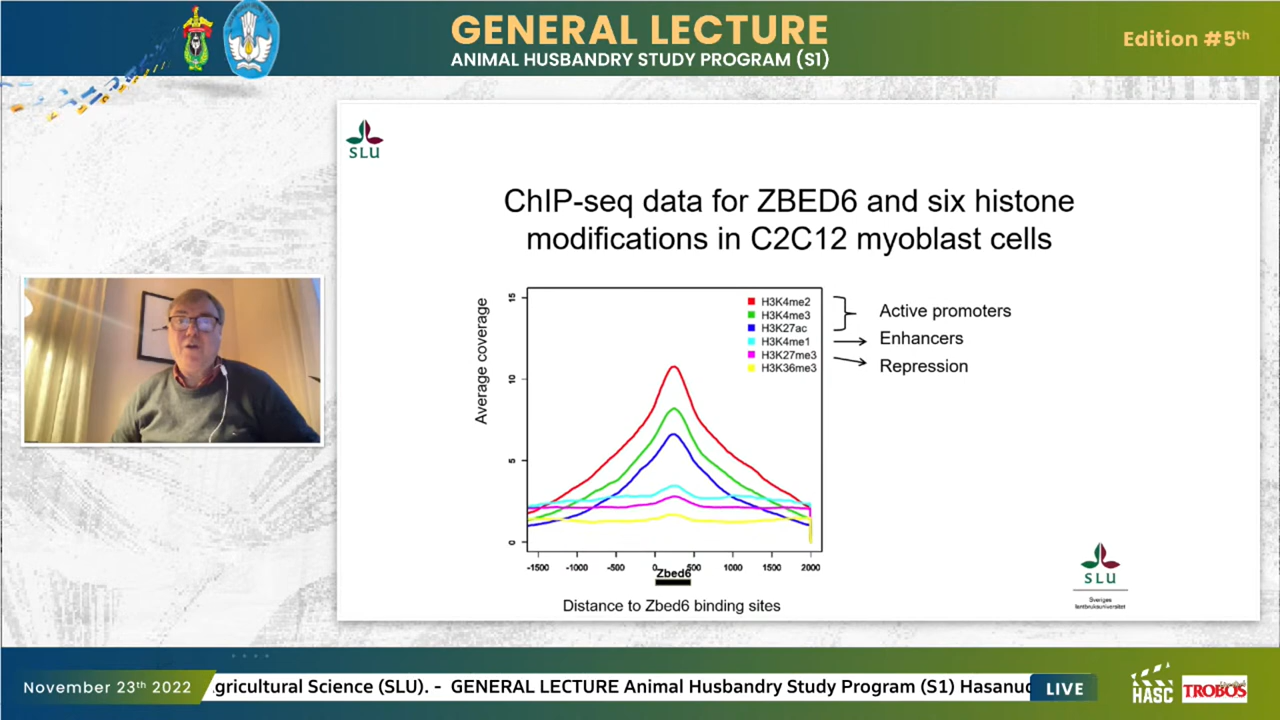 GENERAL LECTURE
ANIMAL HUSBANDRY STUDY PROGRAM (S1)
Edition #5th
SLU
ChIP-seq data for ZBED6 and six histone
modifications in C2C12 myoblast cells
Average coverage
15
10
5
0
H3K4me2
H3K4me3
H3K27ac
H3K4me1
H3K27me3
H3K36me3
Active promoters
Enhancers
Repression
-1500 -1000 -500 0 500 1000 1500 2000
Zbed6
Distance to Zbed6 binding sites
SLU
Sveriges
lantbruksuniversitet
November 23th 2022
gricultural Science (SLU). - GENERAL LECTURE Animal Husbandry Study Program (S1) Hasanud
LIVE
HASC
TROBOS